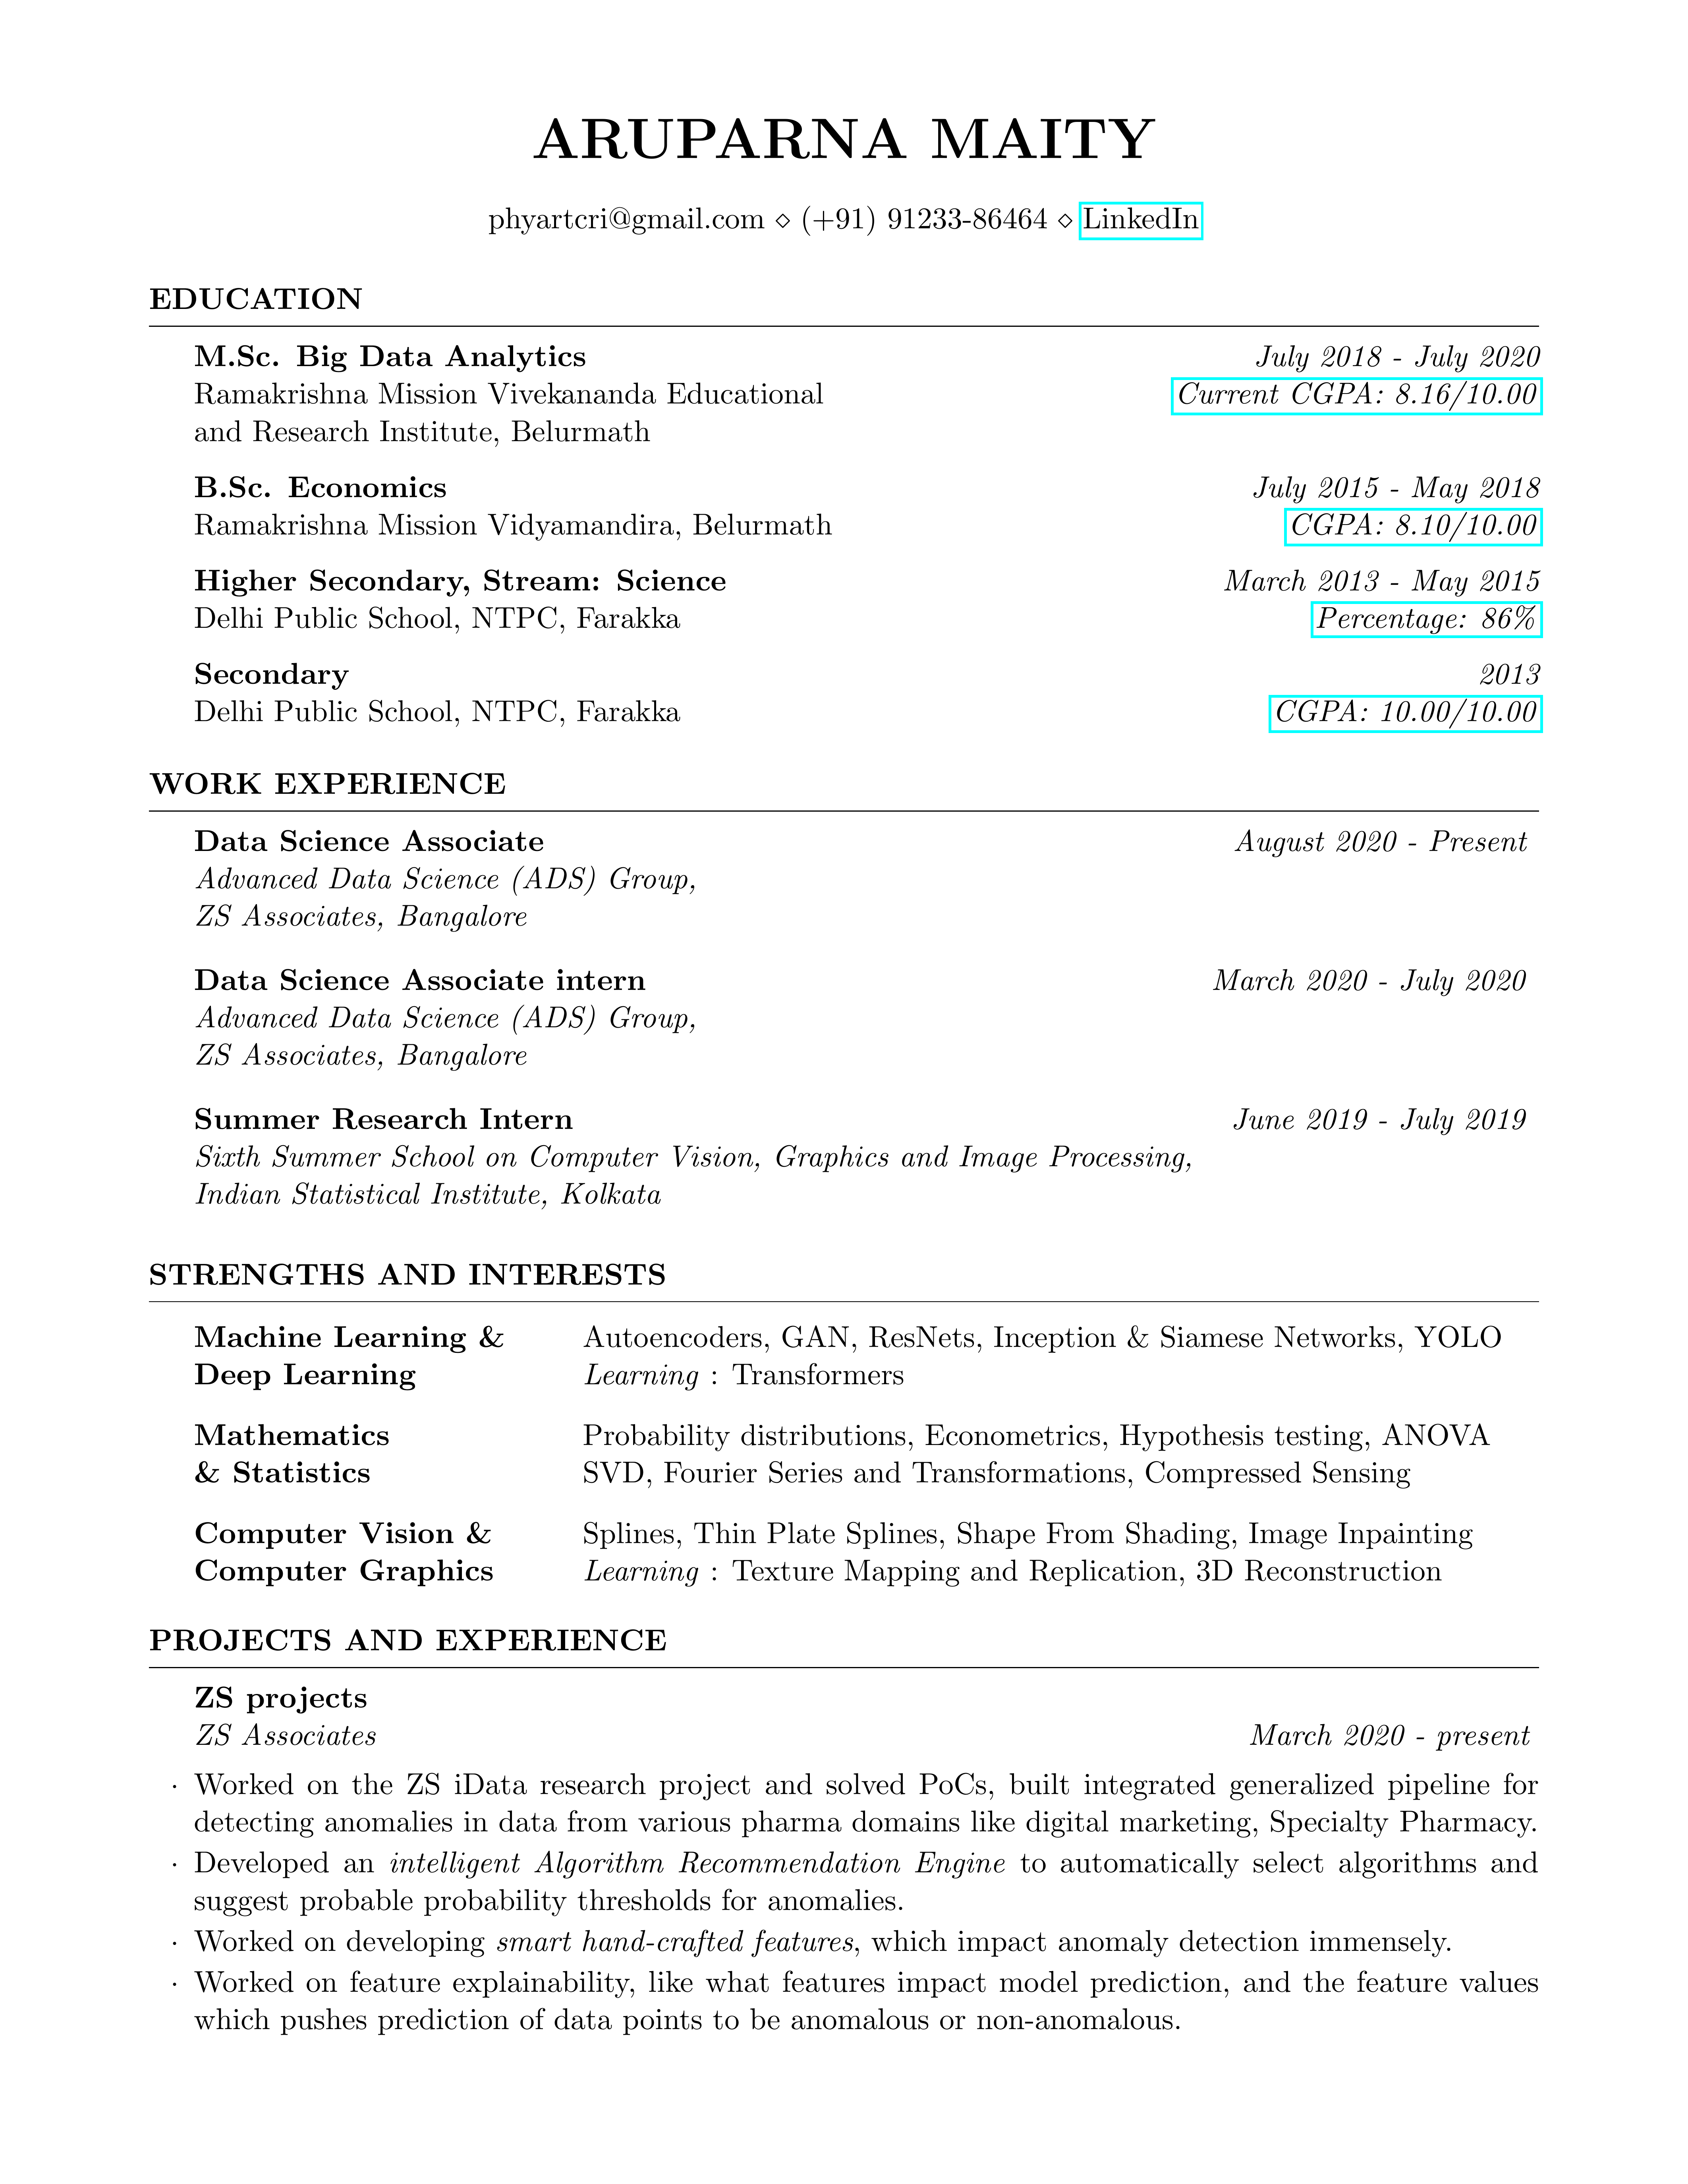 ARUPARNA MAITY
phyartcri@gmail.com ⋄ (+91) 91233-86464 ⋄ LinkedIn
EDUCATION
M.Sc. Big Data Analytics July 2018 - July 2020
Ramakrishna Mission Vivekananda Educational Current CGPA: 8.16/10.00
and Research Institute, Belurmath
B.Sc. Economics July 2015 - May 2018
Ramakrishna Mission Vidyamandira, Belurmath CGPA: 8.10/10.00
Higher Secondary, Stream: Science March 2013 - May 2015
Delhi Public School, NTPC, Farakka Percentage: 86%
Secondary 2013
Delhi Public School, NTPC, Farakka CGPA: 10.00/10.00
WORK EXPERIENCE
Data Science Associate August 2020 - Present
Advanced Data Science (ADS) Group,
ZS Associates, Bangalore
Data Science Associate intern March 2020 - July 2020
Advanced Data Science (ADS) Group,
ZS Associates, Bangalore
Summer Research Intern June 2019 - July 2019
Sixth Summer School on Computer Vision, Graphics and Image Processing,
Indian Statistical Institute, Kolkata
STRENGTHS AND INTERESTS
Machine Learning & Autoencoders, GAN, ResNets, Inception & Siamese Networks, YOLO
Deep Learning Learning : Transformers
Mathematics Probability distributions, Econometrics, Hypothesis testing, ANOVA
& Statistics SVD, Fourier Series and Transformations, Compressed Sensing
Computer Vision & Splines, Thin Plate Splines, Shape From Shading, Image Inpainting
Computer Graphics Learning : Texture Mapping and Replication, 3D Reconstruction
PROJECTS AND EXPERIENCE
ZS projects
ZS Associates March 2020 - present
· Worked on the ZS iData research project and solved PoCs, built integrated generalized pipeline for
detecting anomalies in data from various pharma domains like digital marketing, Specialty Pharmacy.
· Developed an intelligent Algorithm Recommendation Engine to automatically select algorithms and
suggest probable probability thresholds for anomalies.
· Worked on developing smart hand-crafted features, which impact anomaly detection immensely.
· Worked on feature explainability, like what features impact model prediction, and the feature values
which pushes prediction of data points to be anomalous or non-anomalous.